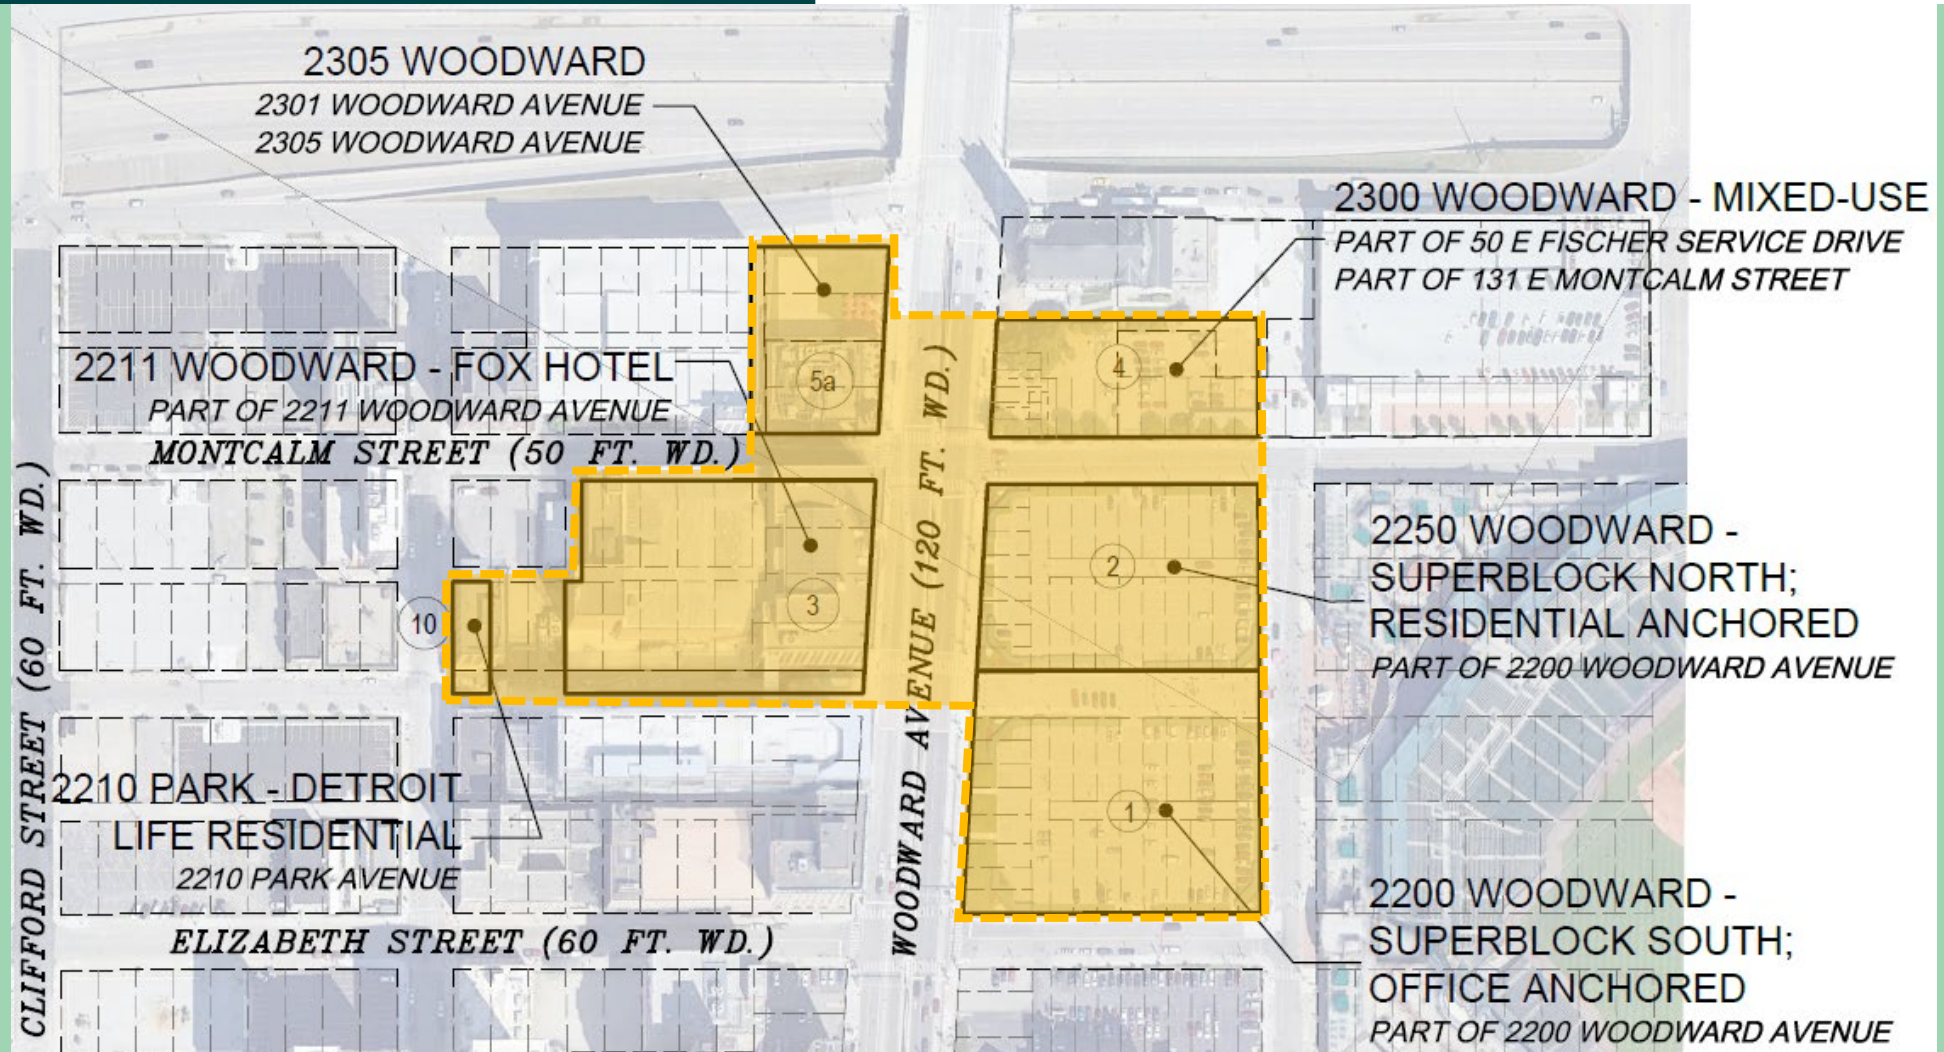 2305 WOODWARD
2301 WOODWARD AVENUE
2305 WOODWARD AVENUE
2300 WOODWARD - MIXED-USE
PART OF 50 E FISCHER SERVICE DRIVE
PART OF 131 E MONTCALM STREET
2211 WOODWARD - FOX HOTEL
PART OF 2211 WOODWARD AVENUE
MONTCALM STREET (50 FT. WD.)
5a
4
CLIFFORD STREET (60 FT. WD.)
WOODWARD AVENUE (120 FT. WD.)
2
3
10
1
2250 WOODWARD -
SUPERBLOCK NORTH;
RESIDENTIAL ANCHORED
PART OF 2200 WOODWARD AVENUE
2210 PARK - DETROIT
LIFE RESIDENTIAL
2210 PARK AVENUE
ELIZABETH STREET (60 FT. WD.)
2200 WOODWARD -
SUPERBLOCK SOUTH;
OFFICE ANCHORED
PART OF 2200 WOODWARD AVENUE